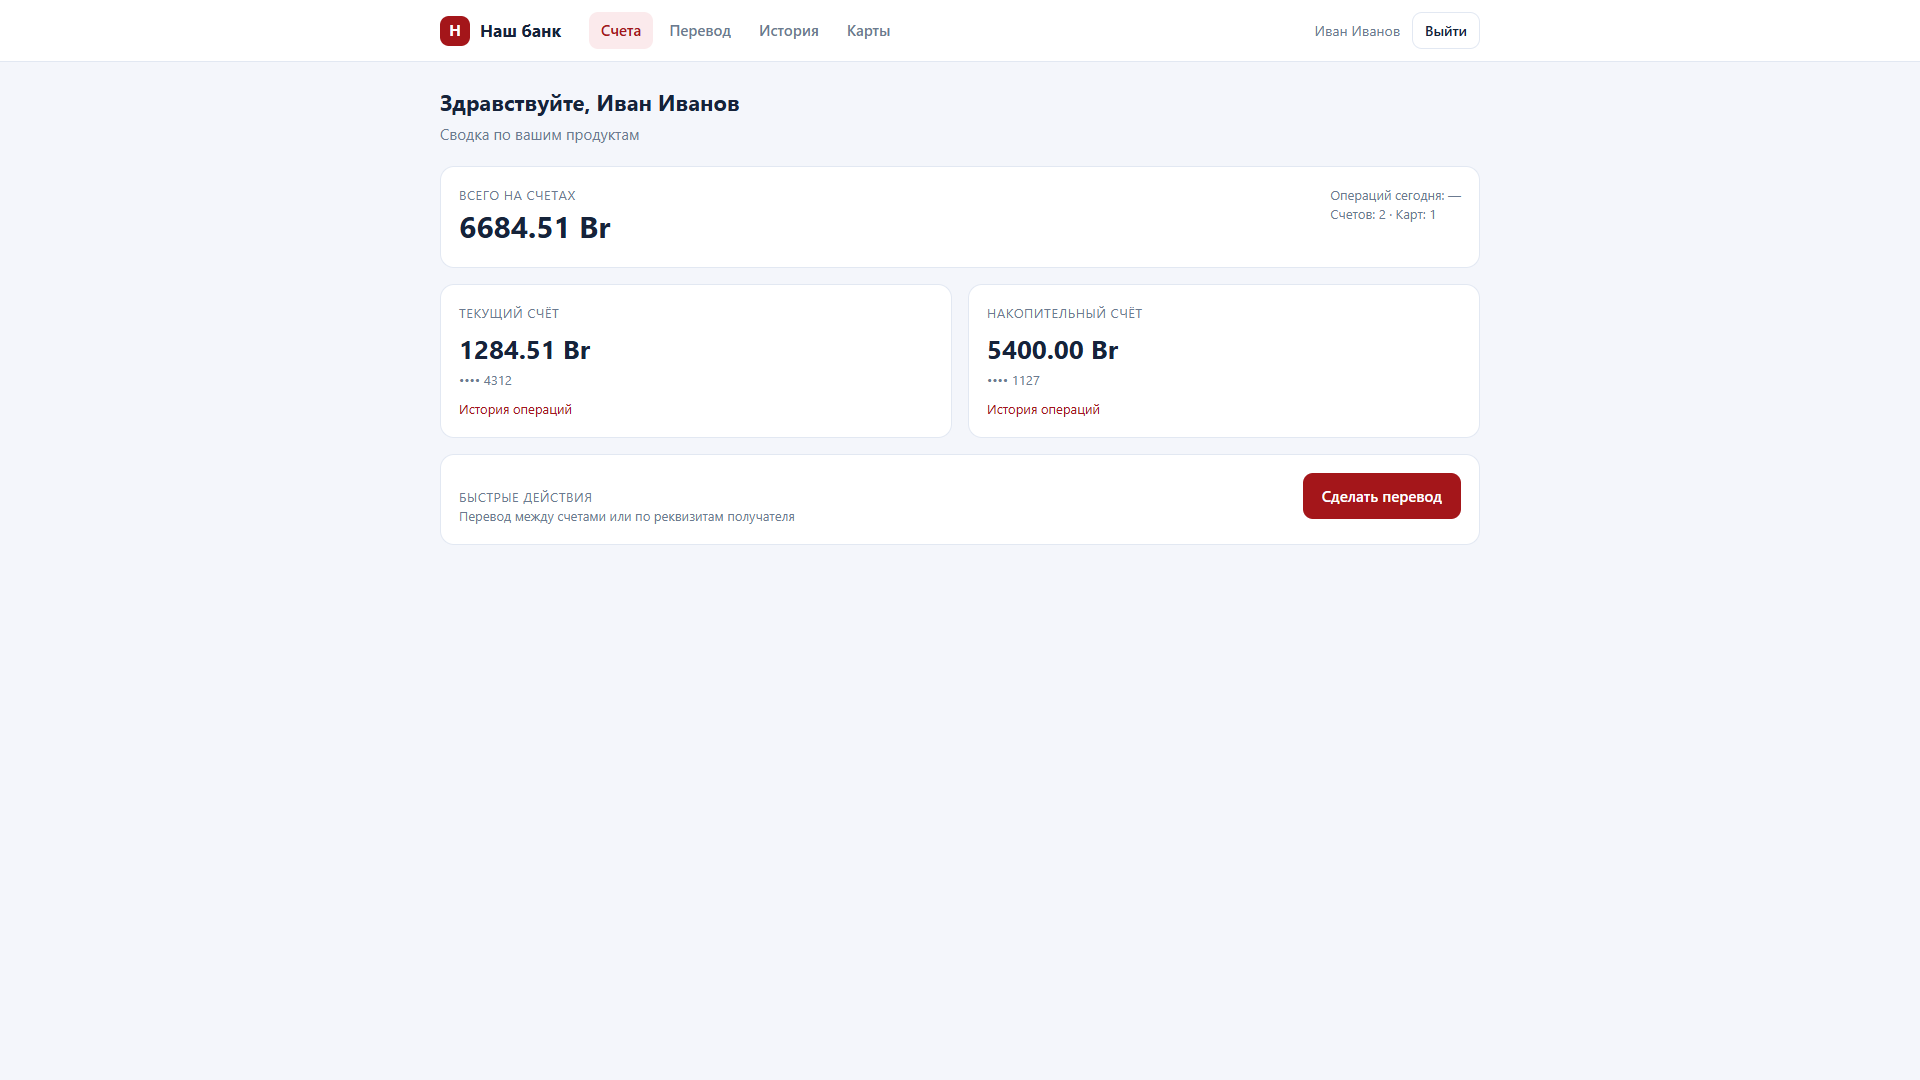 Н Наш банк Счета Перевод История Карты Иван Иванов Выйти
Здравствуйте, Иван Иванов
Сводка по вашим продуктам
ВСЕГО НА СЧЕТАХ
6684.51 Br
Операций сегодня: —
Счетов: 2 · Карт: 1
ТЕКУЩИЙ СЧЁТ
1284.51 Br
•••• 4312
История операций
НАКОПИТЕЛЬНЫЙ СЧЁТ
5400.00 Br
•••• 1127
История операций
БЫСТРЫЕ ДЕЙСТВИЯ
Перевод между счетами или по реквизитам получателя
Сделать перевод